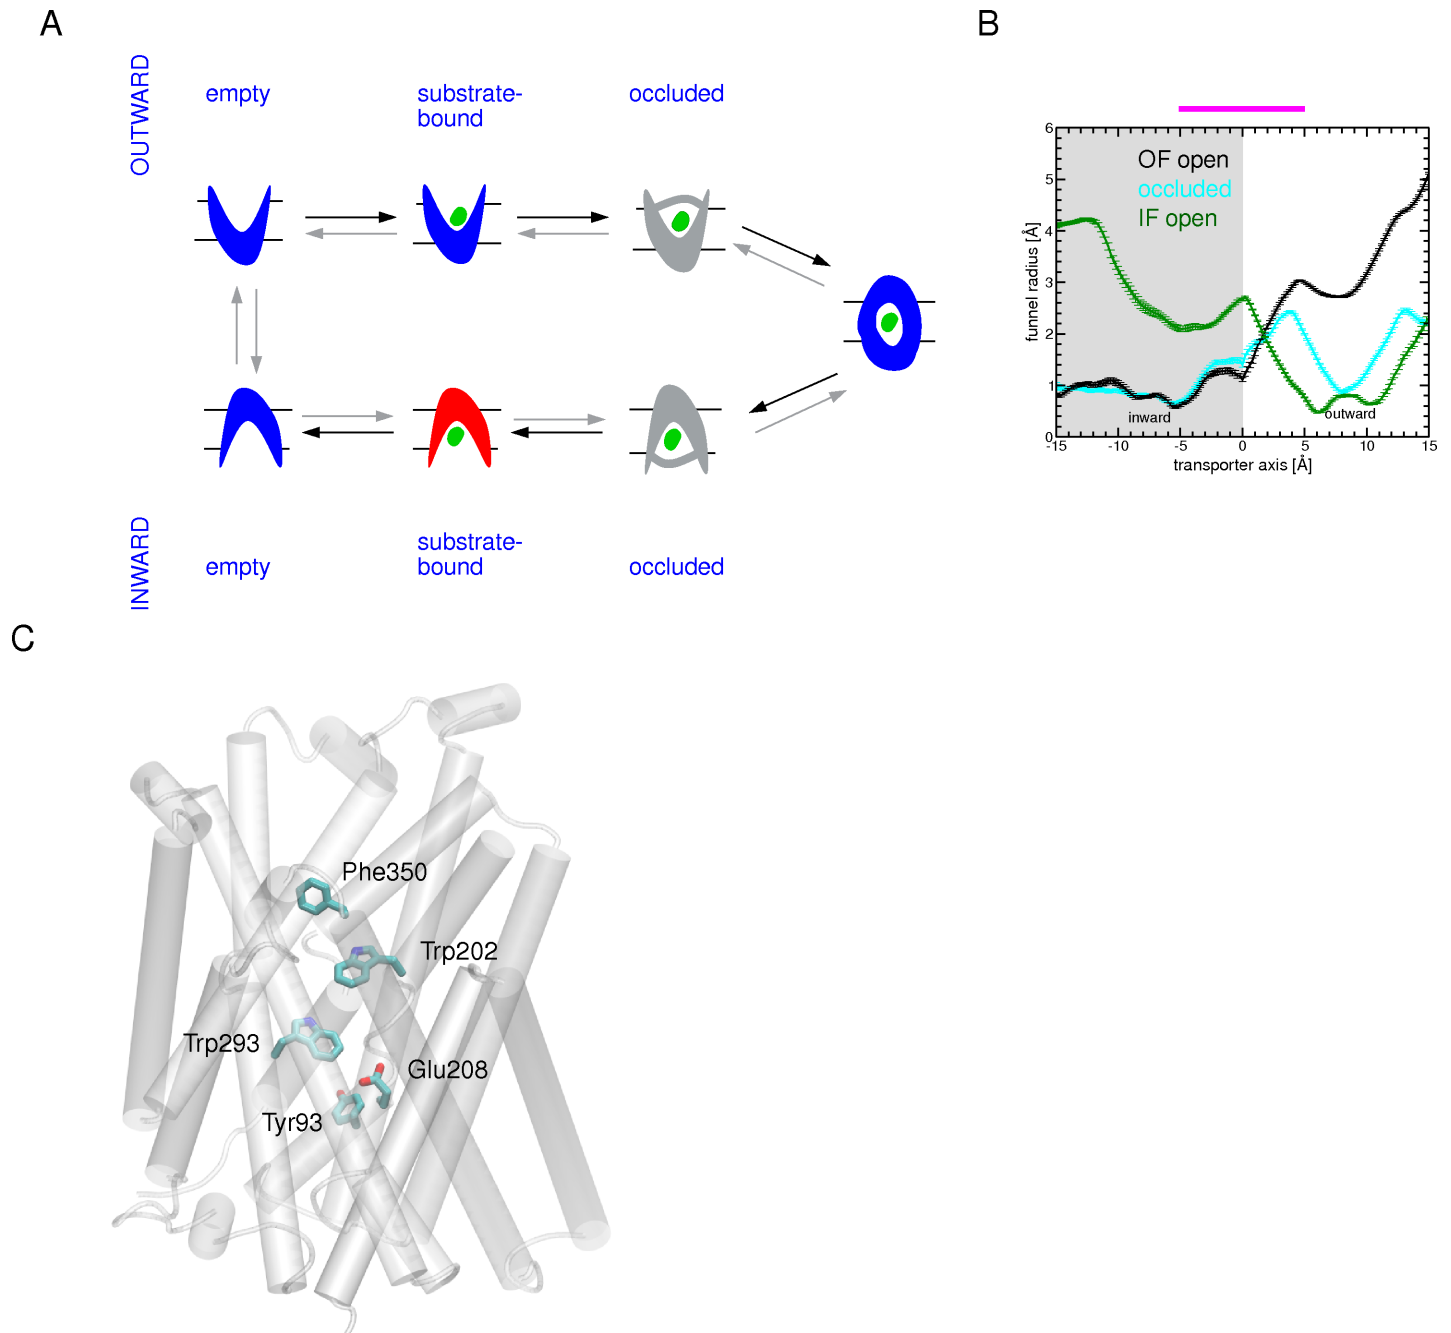 A
B
OUTWARD
empty
substrate-
bound
occluded
INWARD
empty
substrate-
bound
occluded
OF open
occluded
IF open
6
5
4
3
2
1
0
funnel radius [Å]
inward
outward
-15
-10
-5
0
5
10
15
transporter axis [Å]
C
Phe350
Trp202
Trp293
Glu208
Tyr93